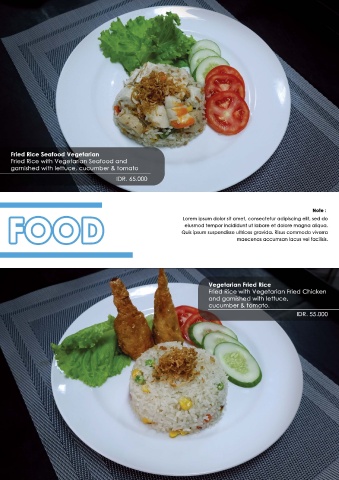 Fried Rice Seafood Vegetarian
Fried Rice with Vegetarian Seafood and
garnished with lettuce, cucumber & tomato
IDR. 65.000
FOOD
Note :
Lorem ipsum dolor sit amet, consectetur adipiscing elit, sed do
eiusmod tempor incididunt ut labore et dolore magna aliqua.
Quis ipsum suspendisse ultrices gravida. Risus commodo viverra
maecenas accumsan lacus vel facilisis.
Vegetarian Fried Rice
Fried Rice with Vegetarian Fried Chicken
and garnished with lettuce,
cucumber & tomato.
IDR. 55.000